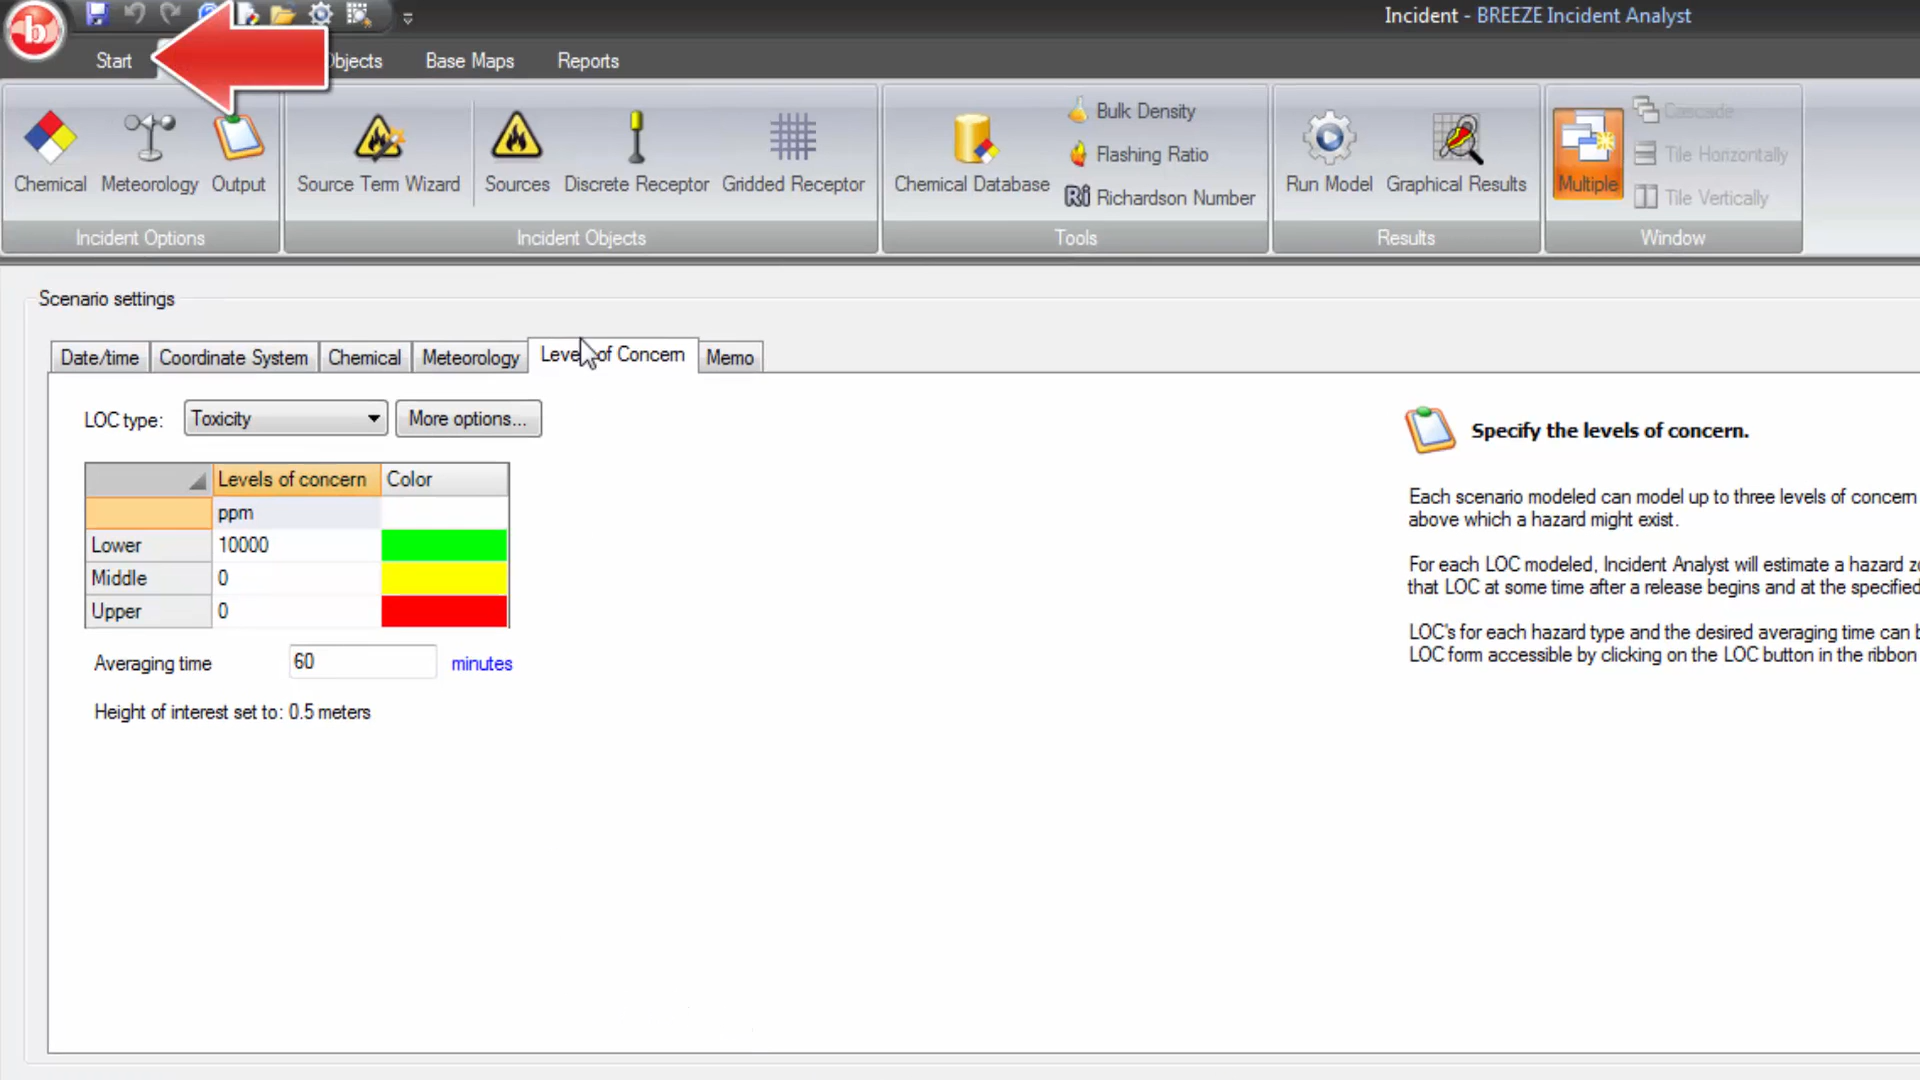 Incident - BREEZE Incident Analyst
Start
Objects
Base Maps
Reports
Chemical
Meteorology
Output
Incident Options
Source Term Wizard
Sources
Discrete Receptor
Gridded Receptor
Incident Objects
Chemical Database
Bulk Density
Flashing Ratio
Ri Richardson Number
Tools
Run Model
Graphical Results
Results
Multiple
Cascade
Tile Horizontally
Tile Vertically
Window
Scenario settings
Date/time
Coordinate System
Chemical
Meteorology
of Concern
Memo
LOC type: Toxicity More options...
Levels of concern Color
ppm
Lower 10000
Middle 0
Upper 0
Averaging time 60 minutes
Height of interest set to: 0.5 meters
Specify the levels of concern.
Each scenario modeled can model up to three levels of concern
above which a hazard might exist.
For each LOC modeled, Incident Analyst will estimate a hazard
that LOC at some time after a release begins and at the specified
LOC's for each hazard type and the desired averaging time can
LOC form accessible by clicking on the LOC button in the ribbon